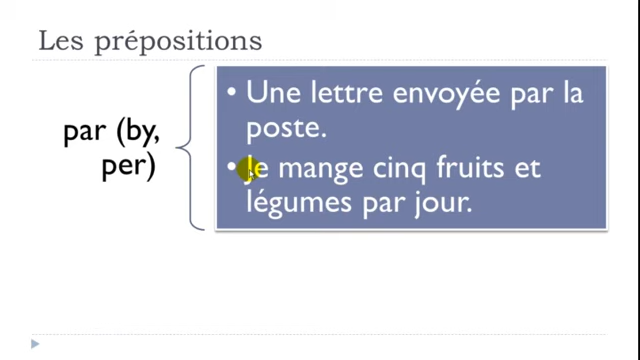 Les prépositions
par (by,
per)
• Une lettre envoyée par la
poste.
• Je mange cinq fruits et
légumes par jour.